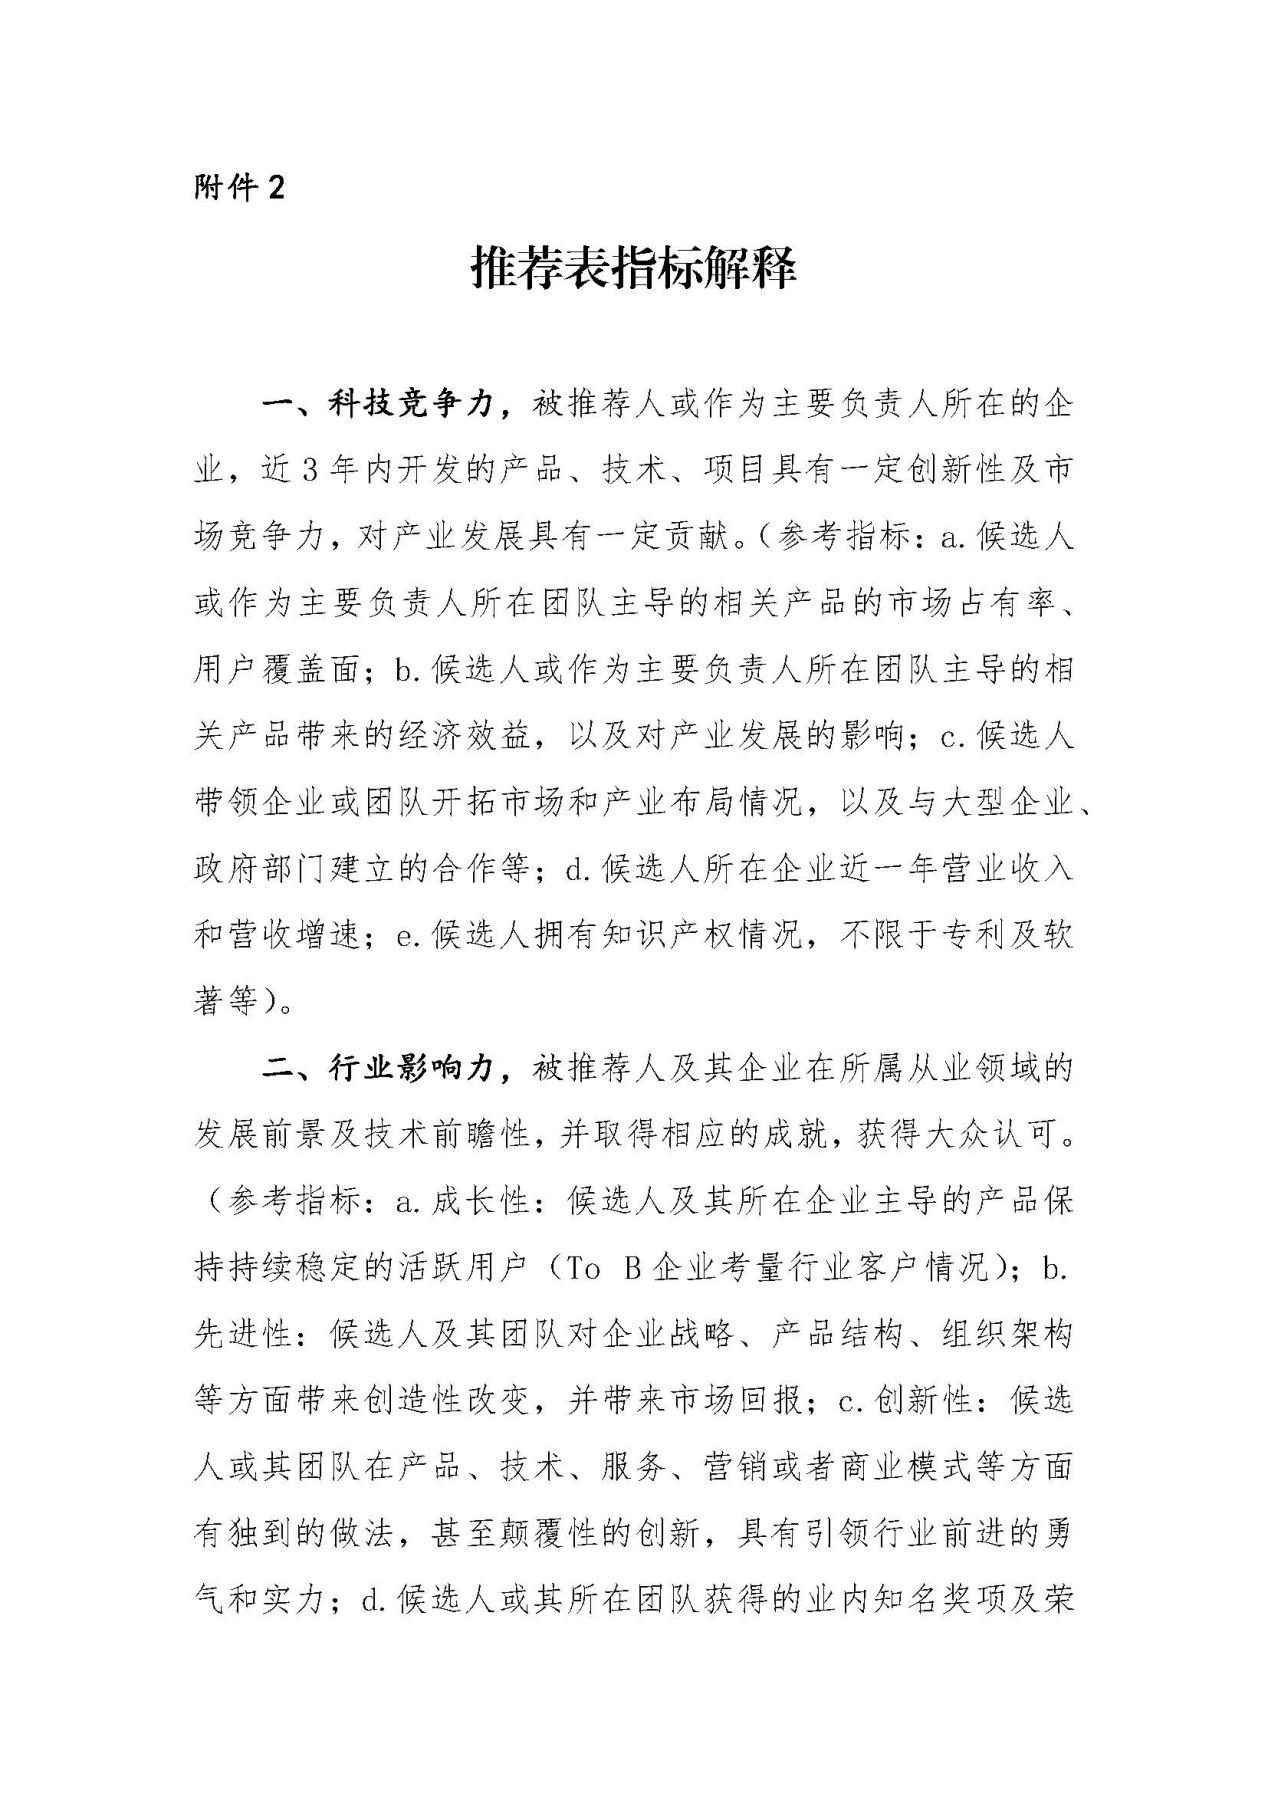 附件2
推荐表指标解释
一、科技竞争力，被推荐人或作为主要负责人所在的企
业，近3年内开发的产品、技术、项目具有一定创新性及市
场竞争力，对产业发展具有一定贡献。（参考指标：a.候选人
或作为主要负责人所在团队主导的相关产品的市场占有率、
用户覆盖面；b.候选人或作为主要负责人所在团队主导的相
关产品带来的经济效益，以及对产业发展的影响；c.候选人
带领企业或团队开拓市场和产业布局情况，以及与大型企业、
政府部门建立的合作等；d.候选人所在企业近一年营业收入
和营收增速；e.候选人拥有知识产权情况，不限于专利及软
著等）。
二、行业影响力，被推荐人及其企业在所属从业领域的
发展前景及技术前瞻性，并取得相应的成就，获得大众认可。
（参考指标：a.成长性：候选人及其所在企业主导的产品保
持持续稳定的活跃用户（To B企业考量行业客户情况）；b.
先进性：候选人及其团队对企业战略、产品结构、组织架构
等方面带来创造性改变，并带来市场回报；c.创新性：候选
人或其团队在产品、技术、服务、营销或者商业模式等方面
有独到的做法，甚至颠覆性的创新，具有引领行业前进的勇
气和实力；d.候选人或其所在团队获得的业内知名奖项及荣